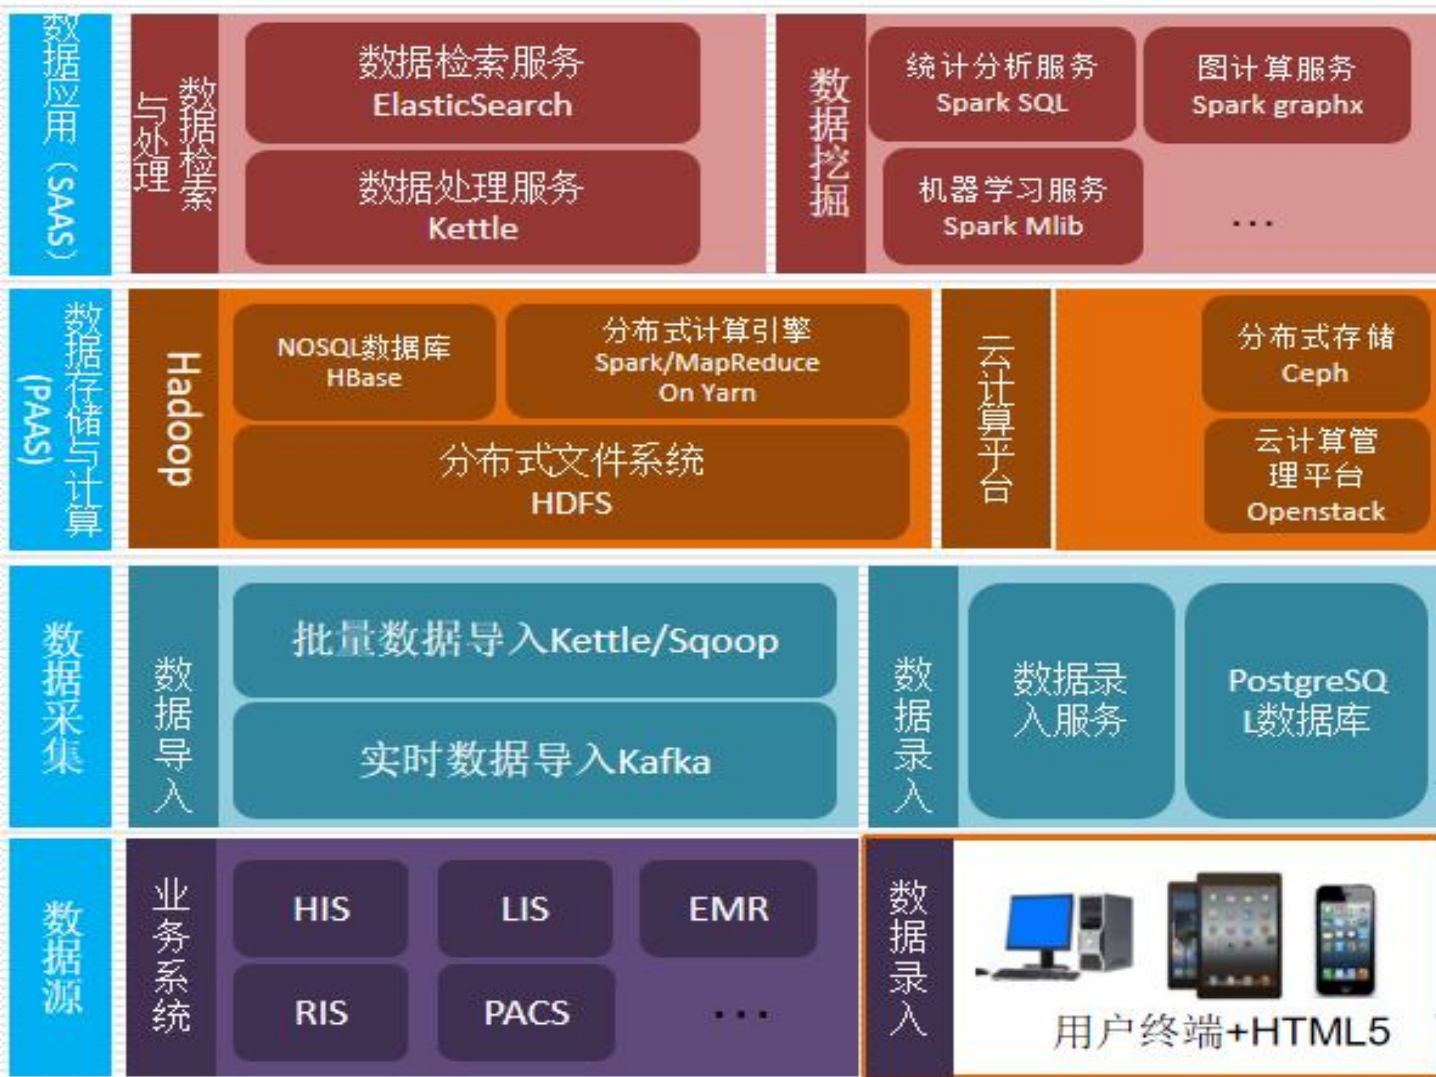 数据应用（SAAS）
数据检索
与处理
数据检索服务
ElasticSearch
数据处理服务
Kettle
数据挖掘
统计分析服务
Spark SQL
图计算服务
Spark graphx
机器学习服务
Spark Mlib
...
数据存储与计算
(PAAS)
Hadoop
NOSQL数据库
HBase
分布式计算引擎
Spark/MapReduce
On Yarn
分布式文件系统
HDFS
云计算平台
分布式存储
Ceph
云计算管
理平台
Openstack
数据采集
数据导入
批量数据导入Kettle/Sqoop
实时数据导入Kafka
数据录入
数据录
入服务
PostgreSQ
L数据库
数据源
业务系统
HIS
LIS
EMR
RIS
PACS
...
数据录入
用户终端+HTML5